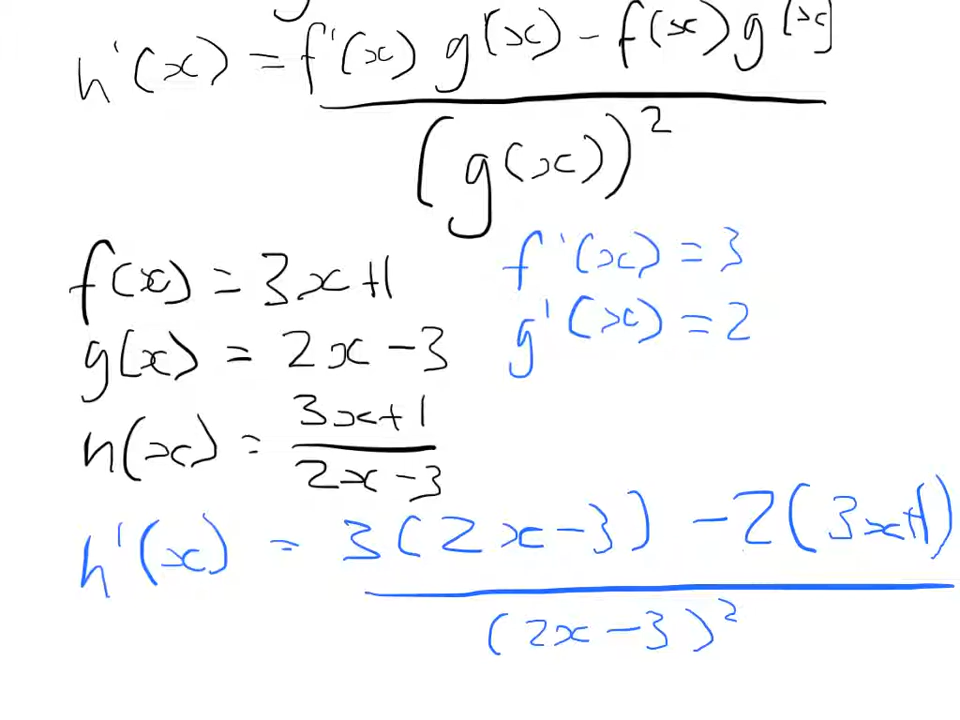 h'(x) = f'(x) g(x) - f(x) g(x)
(g(x))²
f(x) = 3x+1
f'(x) = 3
g(x) = 2x-3
g'(x) = 2
h(x) = 3x+1
2x-3
h'(x) = 3(2x-3) -2(3x+1)
(2x-3)²